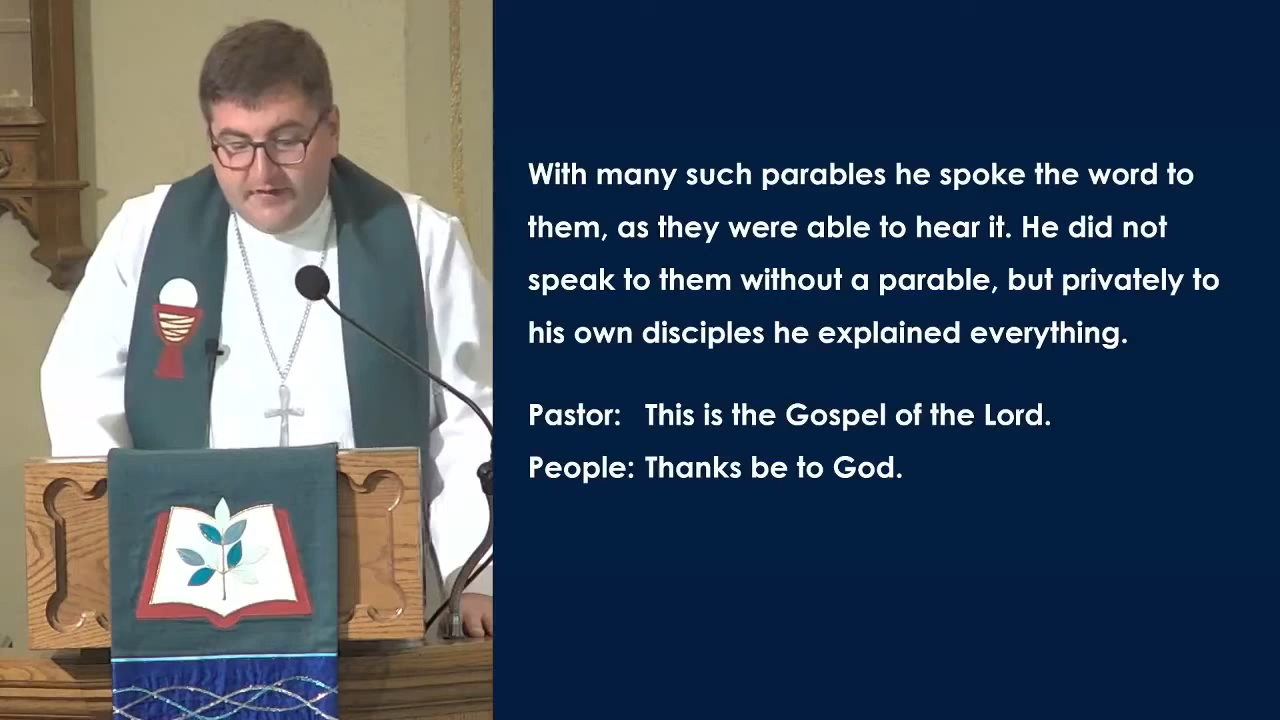 With many such parables he spoke the word to
them, as they were able to hear it. He did not
speak to them without a parable, but privately to
his own disciples he explained everything.
Pastor: This is the Gospel of the Lord.
People: Thanks be to God.